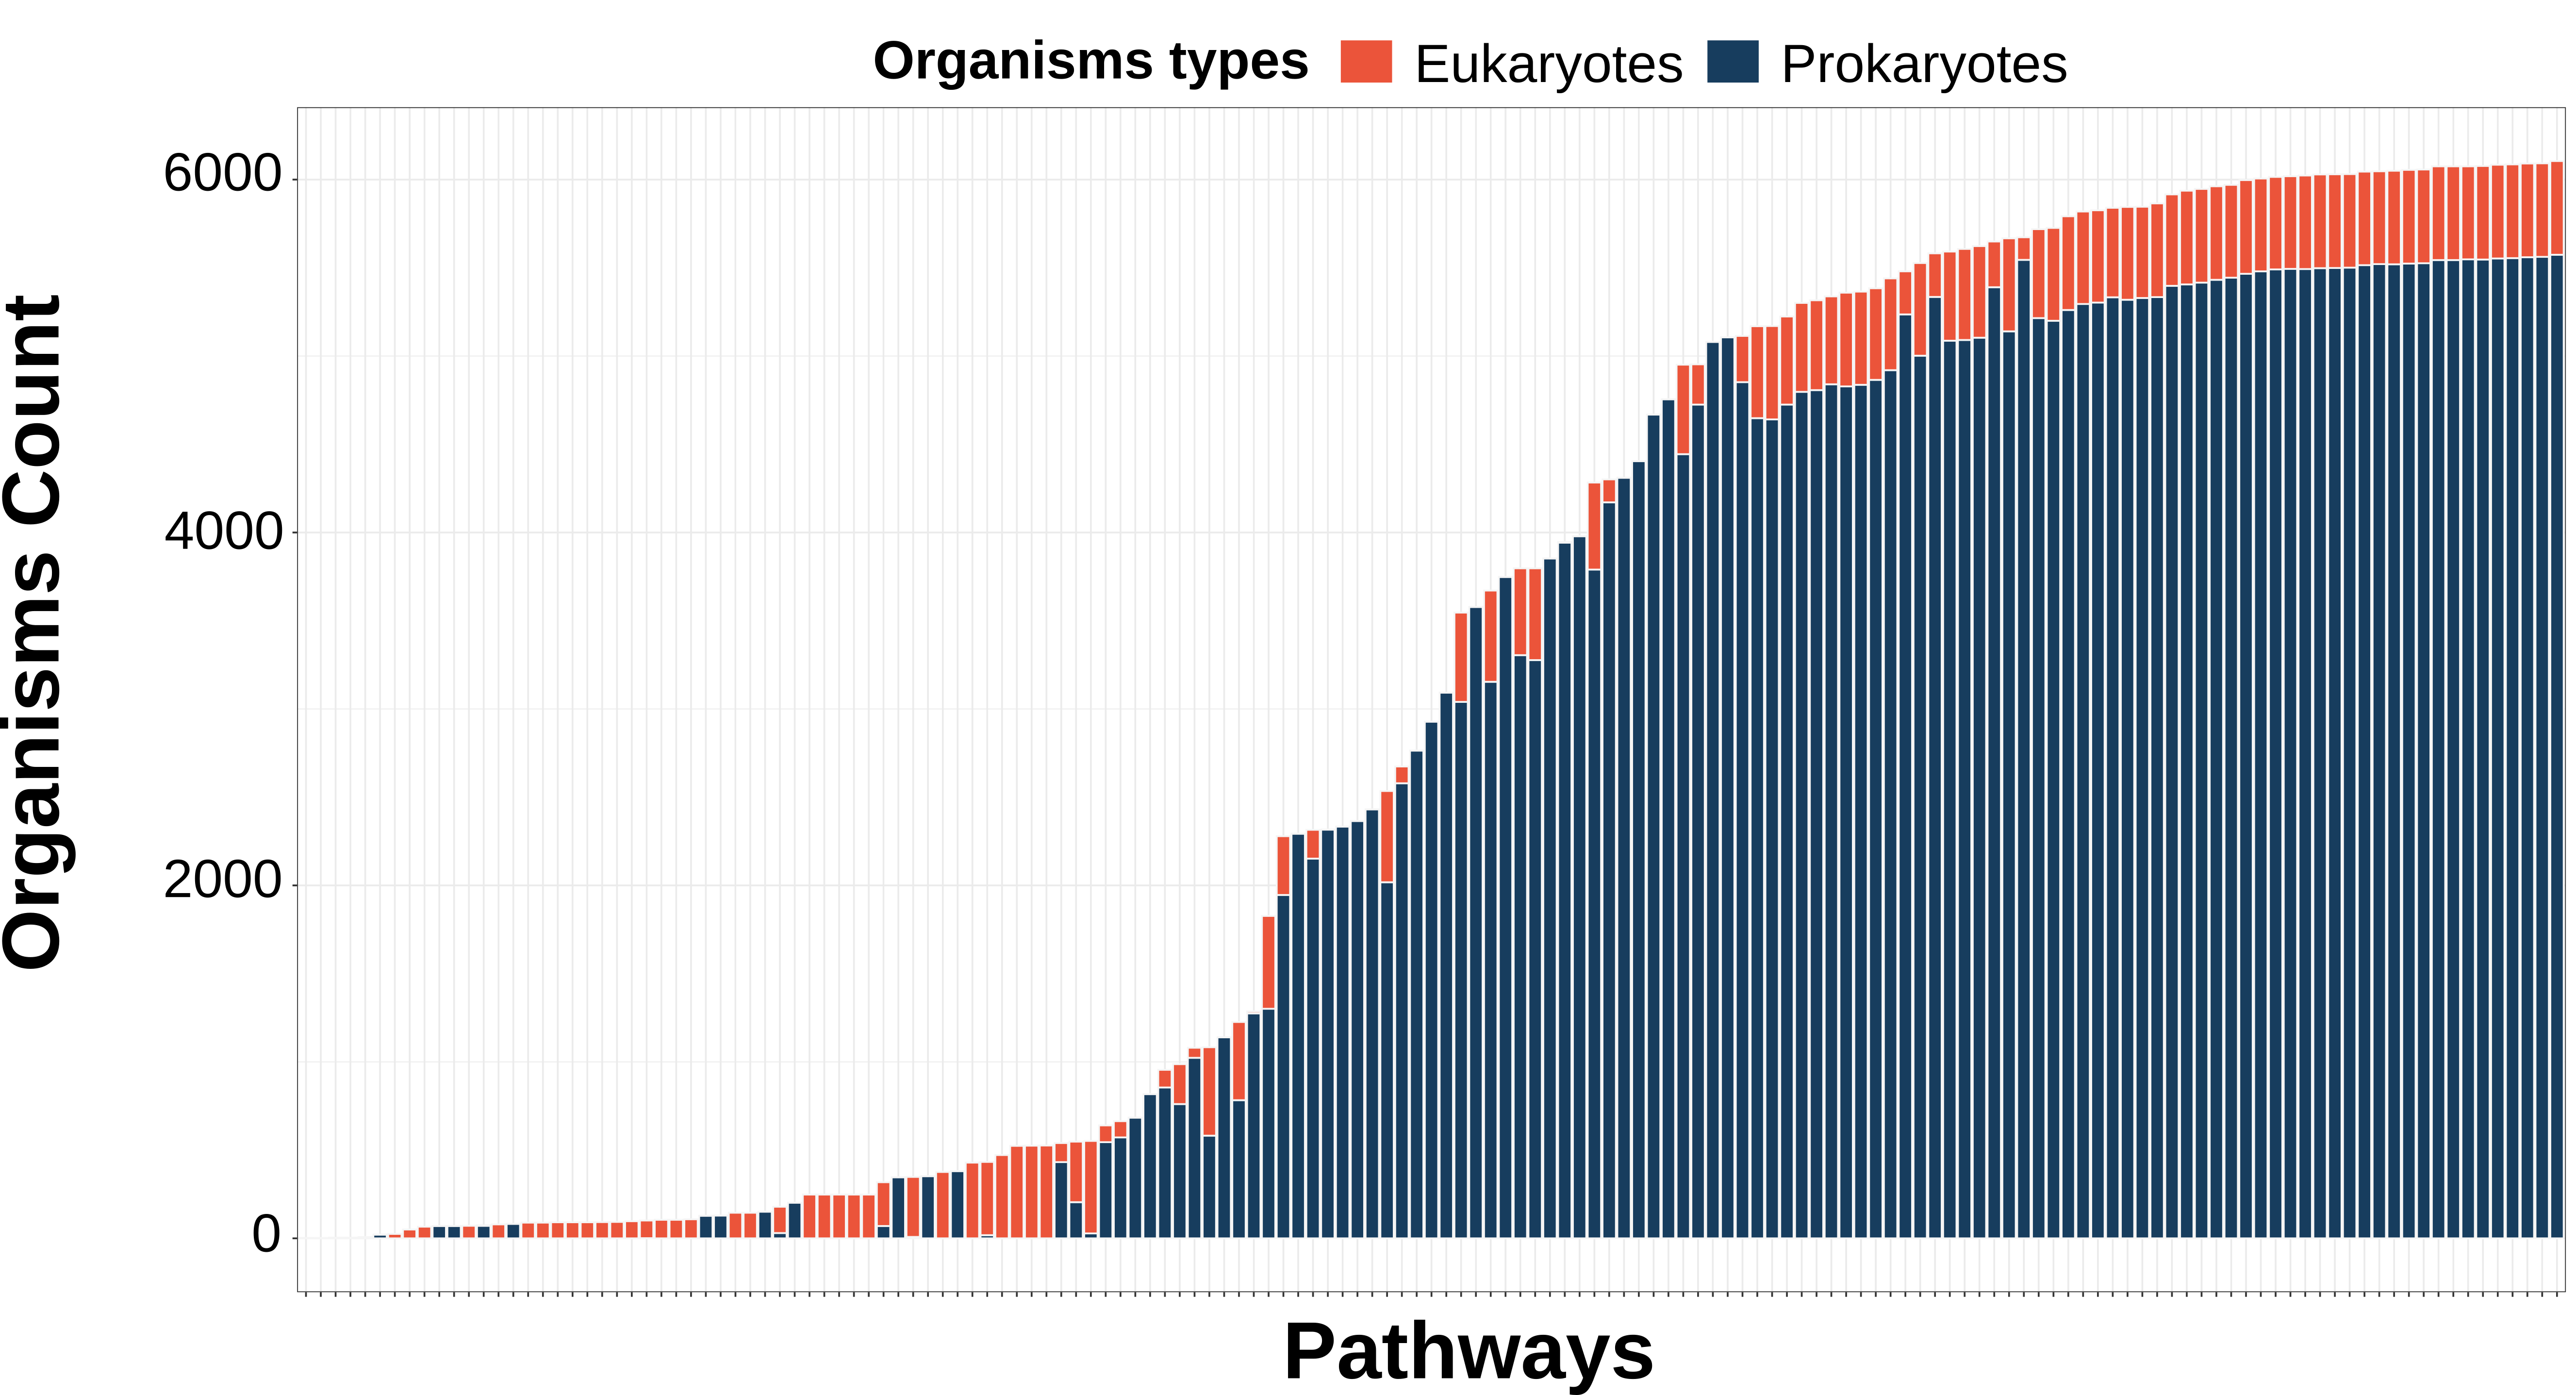 Organisms types Eukaryotes Prokaryotes
Organisms Count
6000
4000
2000
0
Pathways